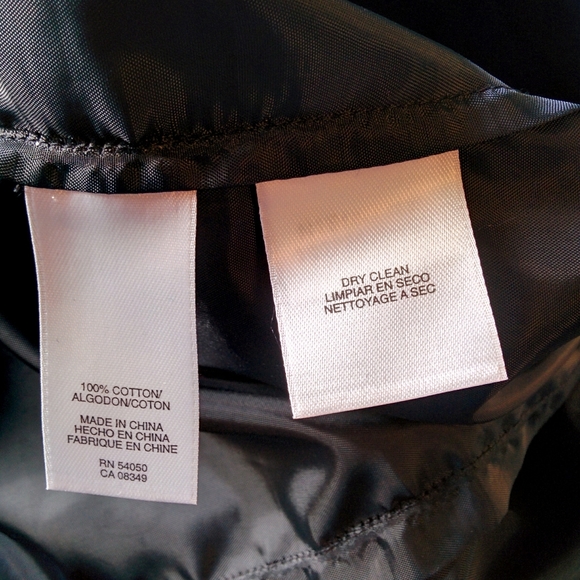 100% COTTON/
ALGODON/COTON
MADE IN CHINA
HECHO EN CHINA
FABRIQUE EN CHINE
RN 54050
CA 08349
DRY CLEAN
LIMPIAR EN SECO
NETTOYAGE A SEC